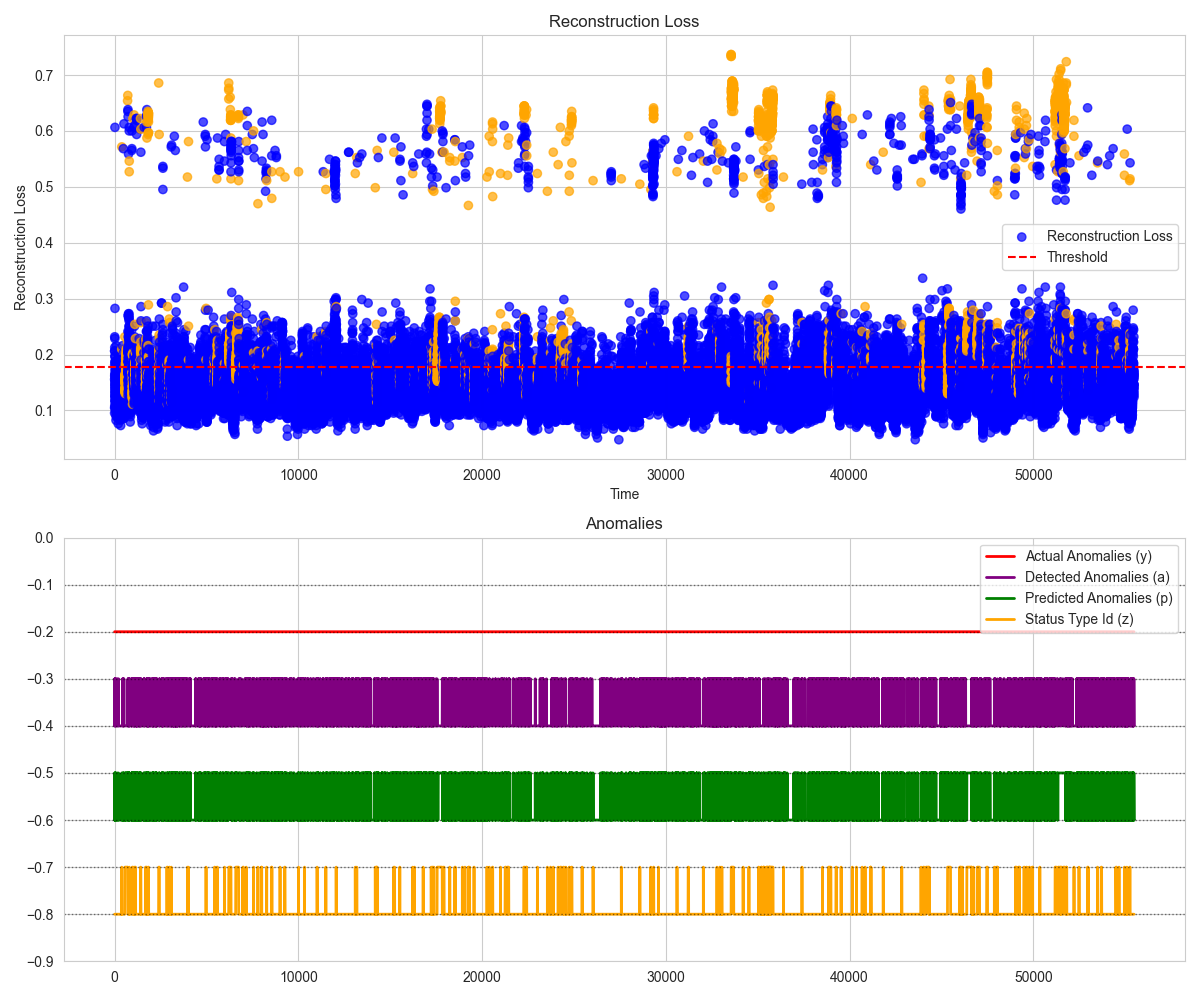 Reconstruction Loss
Reconstruction Loss
0.7
0.6
0.5
0.4
0.3
0.2
0.1
Reconstruction Loss
Threshold
0 10000 20000 30000 40000 50000
Time
Anomalies
0.0
−0.1
−0.2
−0.3
−0.4
−0.5
−0.6
−0.7
−0.8
−0.9
Actual Anomalies (y)
Detected Anomalies (a)
Predicted Anomalies (p)
Status Type Id (z)
0 10000 20000 30000 40000 50000